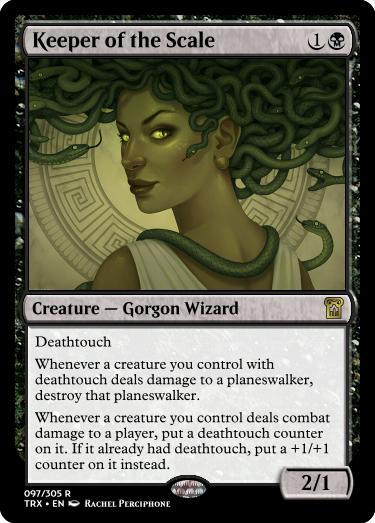 Keeper of the Scale 1
Creature — Gorgon Wizard
Deathtouch
Whenever a creature you control with
deathtouch deals damage to a planeswalker,
destroy that planeswalker.
Whenever a creature you control deals combat
damage to a player, put a deathtouch counter
on it. If it already had deathtouch, put a +1/+1
counter on it instead.
2/1
097/305 R
TRX • EN RACHEL PERCIPHONE